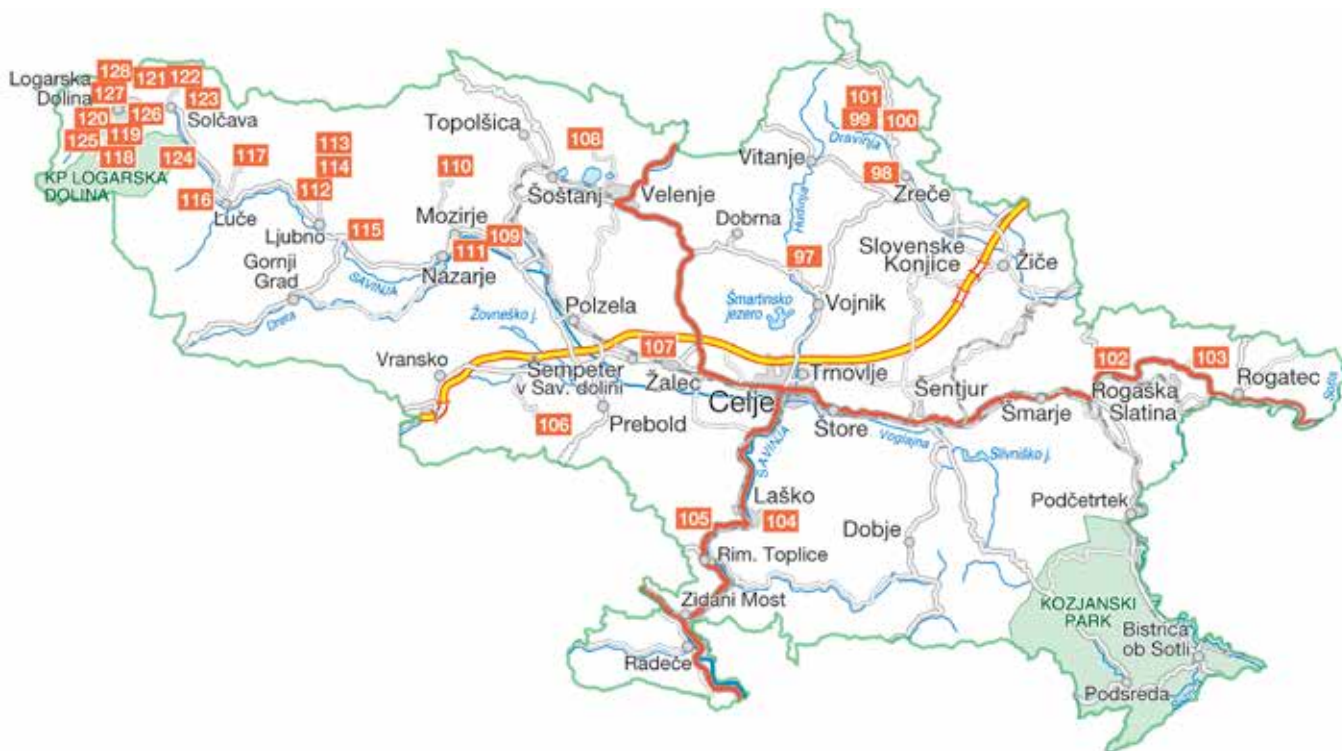 128
121
122
Logarska
Dolina
127
123
120
126
Solčava
125
119
118
124
KP LOGARSKA
DOLINA
117
116
Luče
113
114
112
Ljubno
115
Gornji
Grad
SAVINJA
Dreta
110
Mozirje
109
111
Nazarje
Topolšica
108
Šoštanj
Velenje
101
99
100
Dravinja
Vitanje
98
Zreče
Hudinja
Dobrna
97
Slovenske
Konjice
Žiče
Šmartinsko
jezero
Vojnik
Polzela
Žovneško j.
Vransko
Šempeter
v Sav. dolini
107
Žalec
106
Prebold
Trnovlje
Celje
Šentjur
Štore
Voglajna
Slivniško j.
Šmarje
102
103
Rogaška
Slatina
Rogatec
Sotla
SAVINJA
Laško
105
104
Rim. Toplice
Dobje
Podčetrtek
Zidani Most
Radeče
KOZJANSKI
PARK
Bistrica
ob Sotli
Podsreda